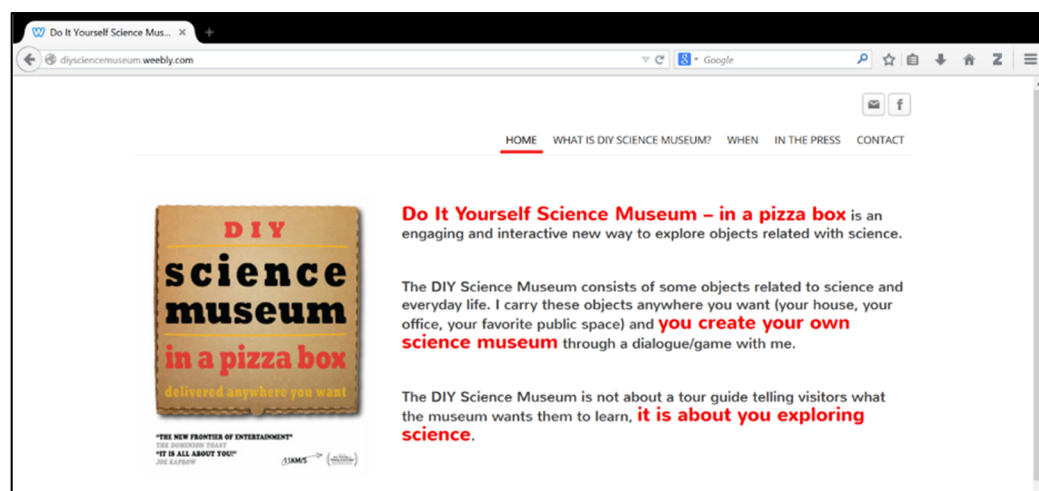 Do It Yourself Science Mus... ×
diysciencemuseum.weebly.com
Google
HOME WHAT IS DIY SCIENCE MUSEUM? WHEN IN THE PRESS CONTACT
DIY
science
museum
in a pizza box
delivered anywhere you want
"THE NEW FRONTIER OF ENTERTAINMENT"
THE DOMINION TOAST
"IT IS ALL ABOUT YOU!"
JOE KAPROW
11KM/S
Do It Yourself Science Museum – in a pizza box is an
engaging and interactive new way to explore objects related with science.
The DIY Science Museum consists of some objects related to science and
everyday life. I carry these objects anywhere you want (your house, your
office, your favorite public space) and you create your own
science museum through a dialogue/game with me.
The DIY Science Museum is not about a tour guide telling visitors what
the museum wants them to learn, it is about you exploring
science.